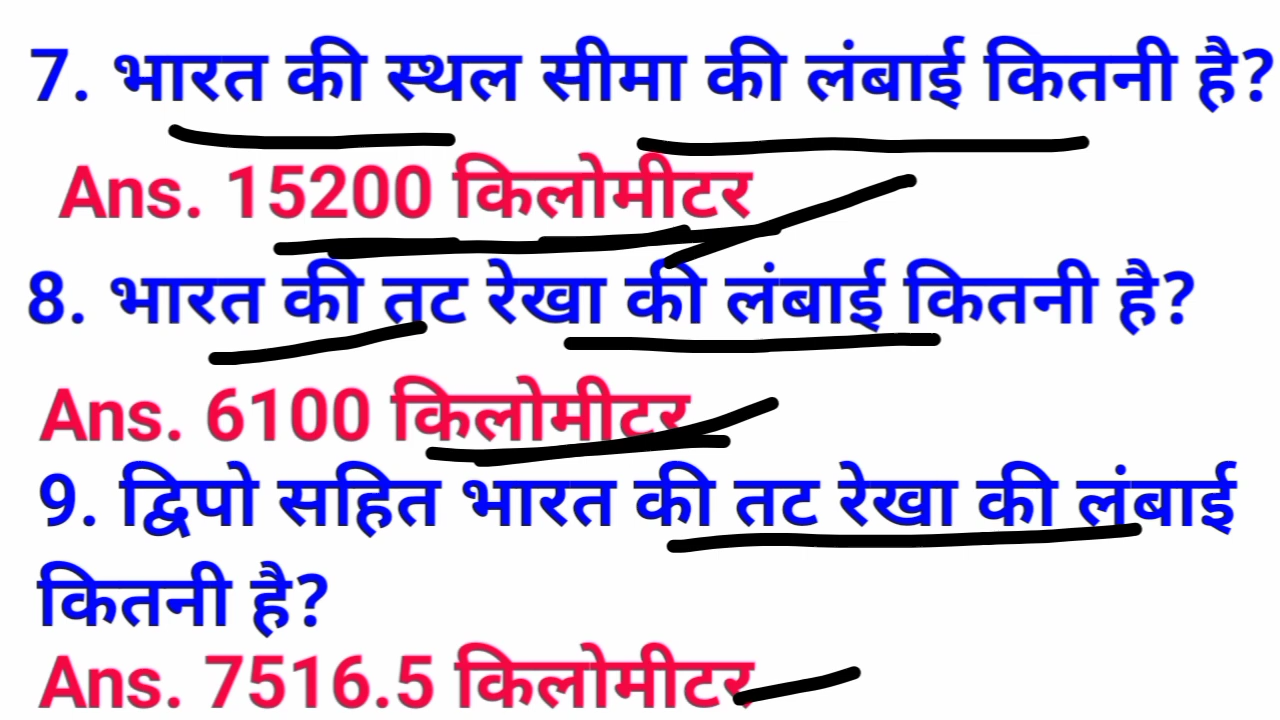 7. भारत की स्थल सीमा की लंबाई कितनी है?
Ans. 15200 किलोमीटर
8. भारत की तट रेखा की लंबाई कितनी है?
Ans. 6100 किलोमीटर
9. द्विपो सहित भारत की तट रेखा की लंबाई
कितनी है?
Ans. 7516.5 किलोमीटर